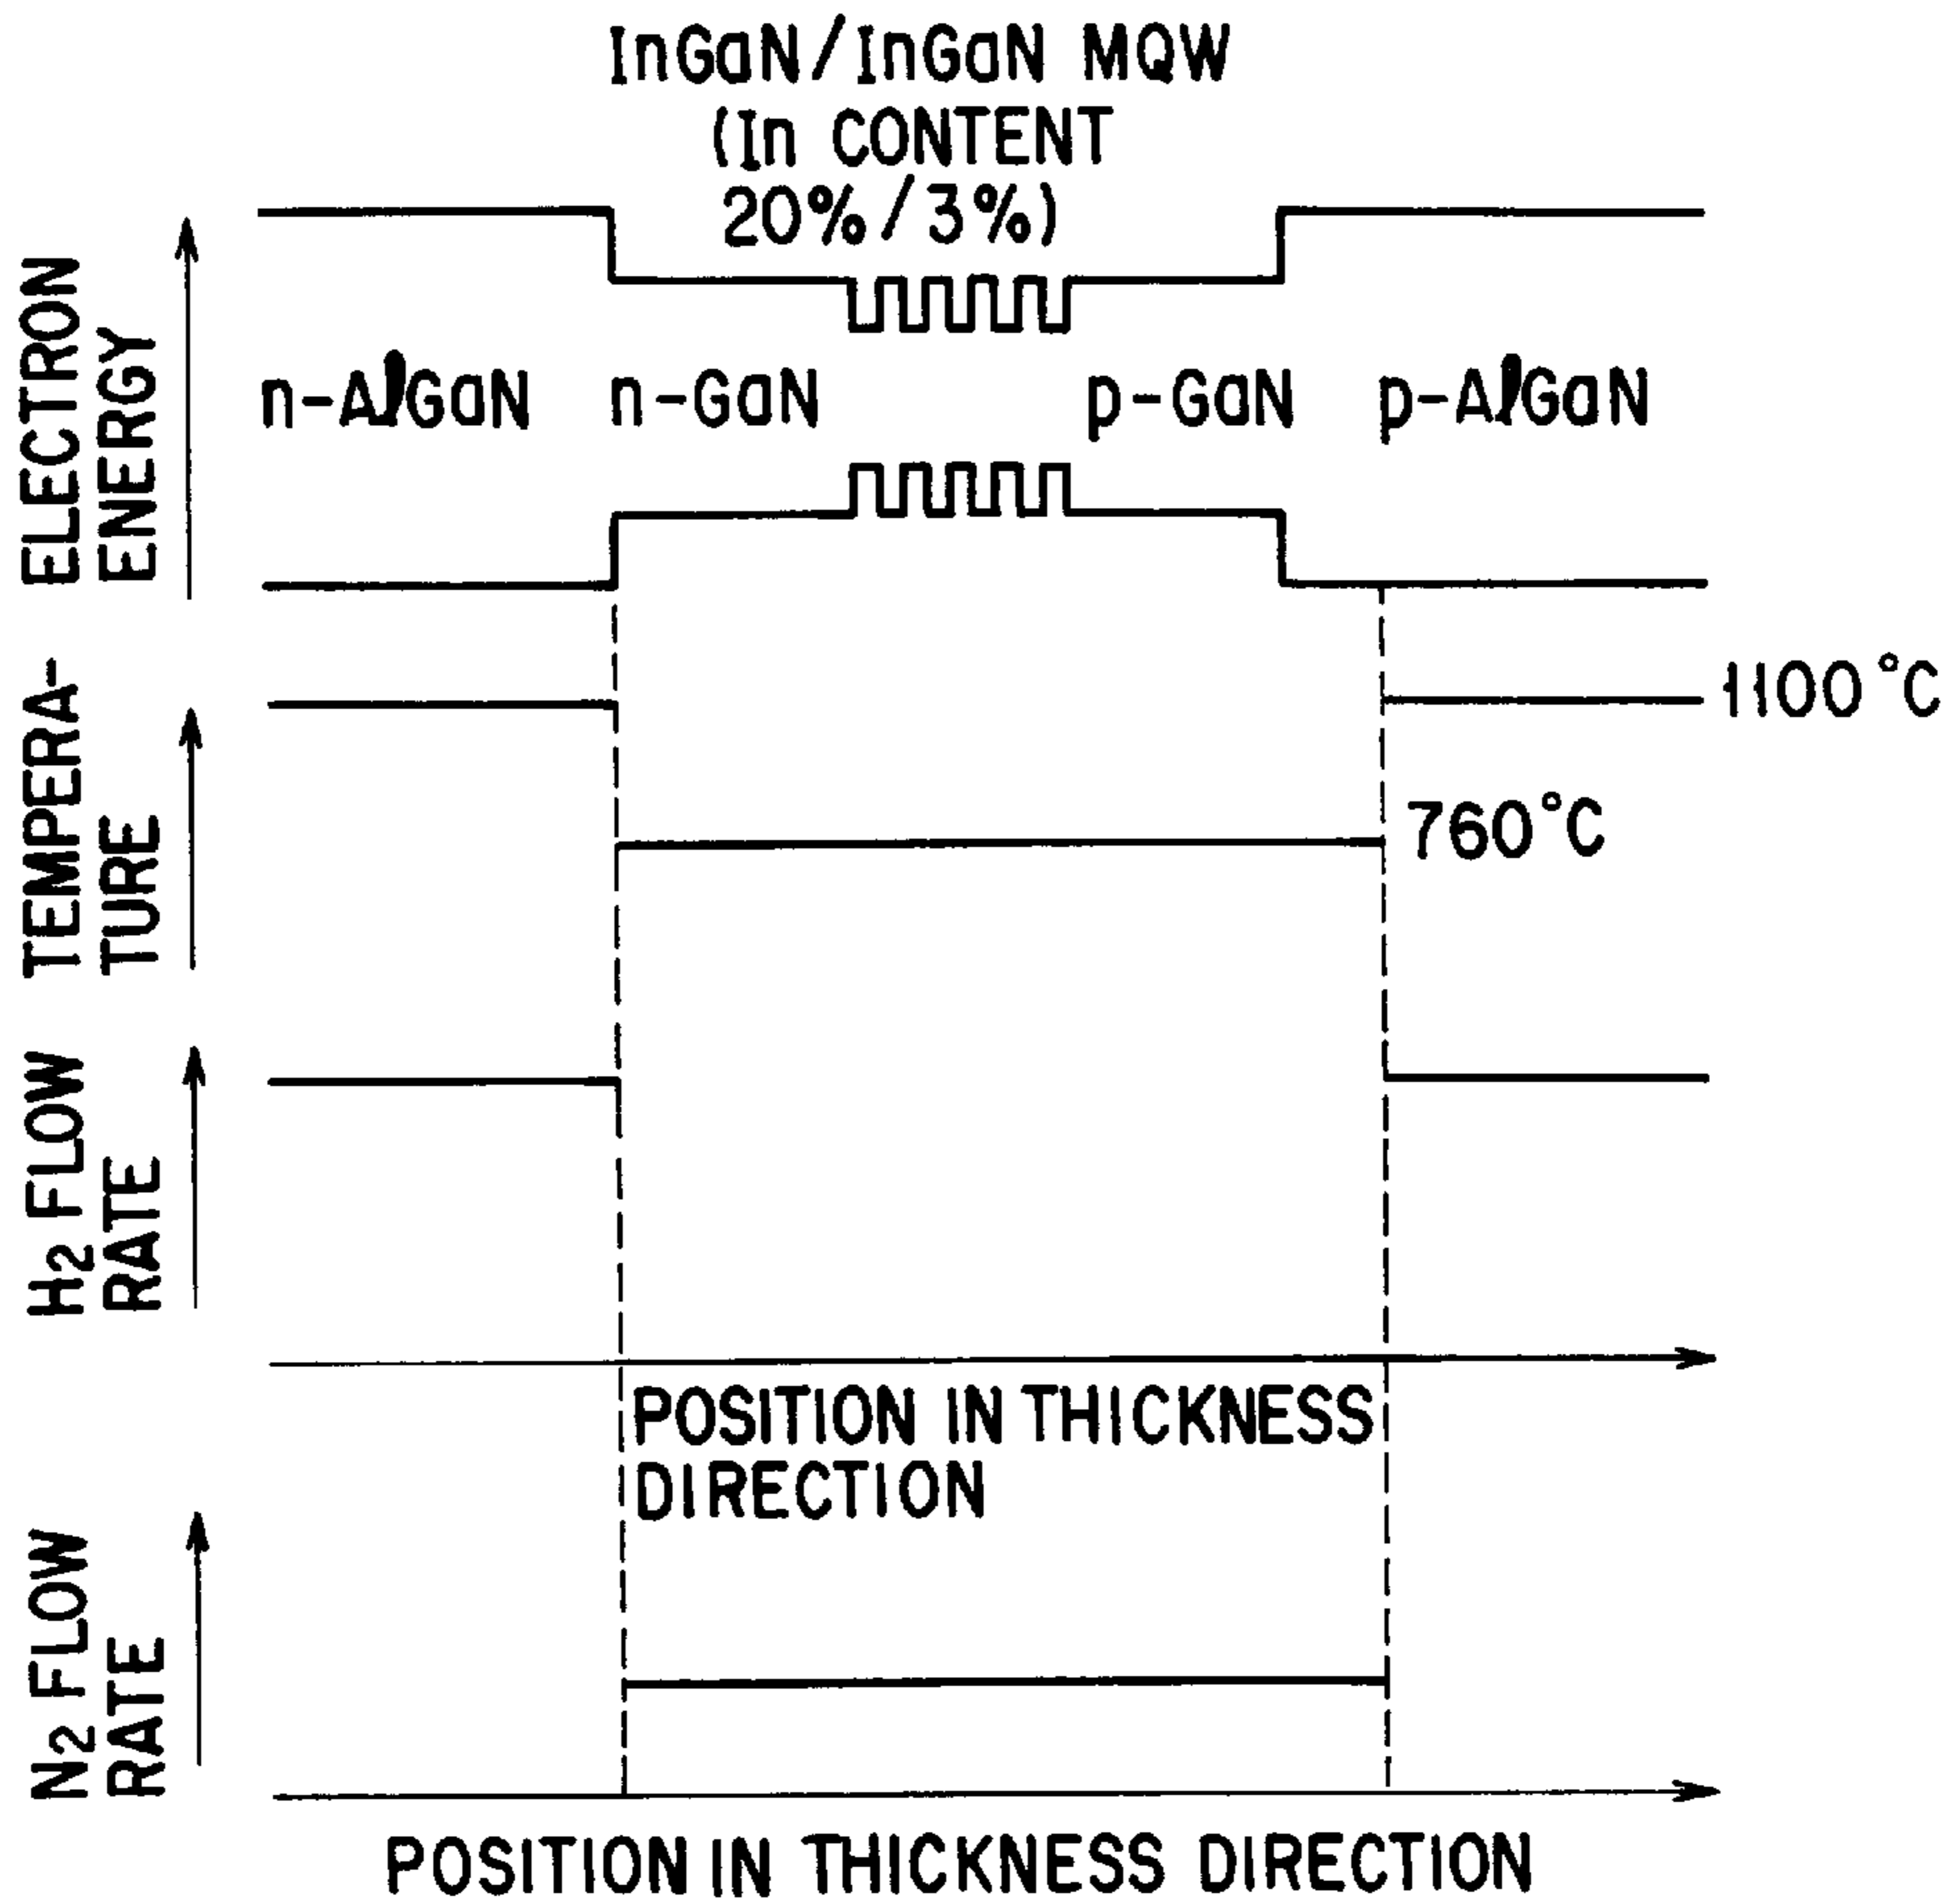 InGaN/InGaN MQW
(In CONTENT
20%/3%)
ELECTRON
ENERGY
n-AlGaN
n-GaN
p-GaN
p-AlGaN
TEMPERA-
TURE
1100°C
760°C
H2 FLOW
RATE
POSITION IN THICKNESS
DIRECTION
N2 FLOW
RATE
POSITION IN THICKNESS DIRECTION